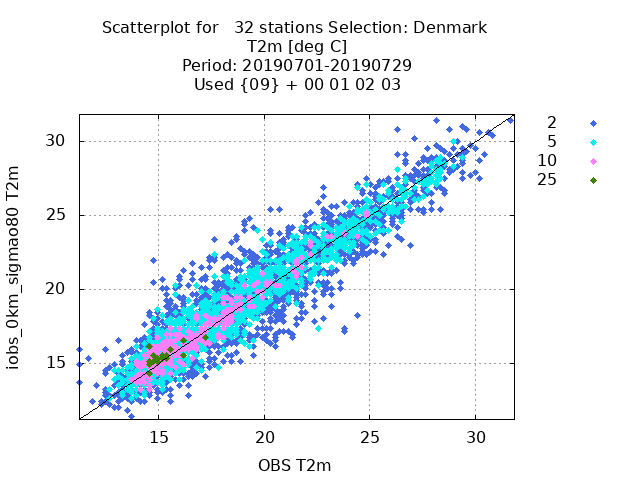 Scatterplot for   32 stations Selection: Denmark
T2m [deg C]
Period: 20190701-20190729
Used {09} + 00 01 02 03
2
5
10
25
iobs_0km_sigmao80 T2m
30
25
20
15
15 20 25 30
OBS T2m